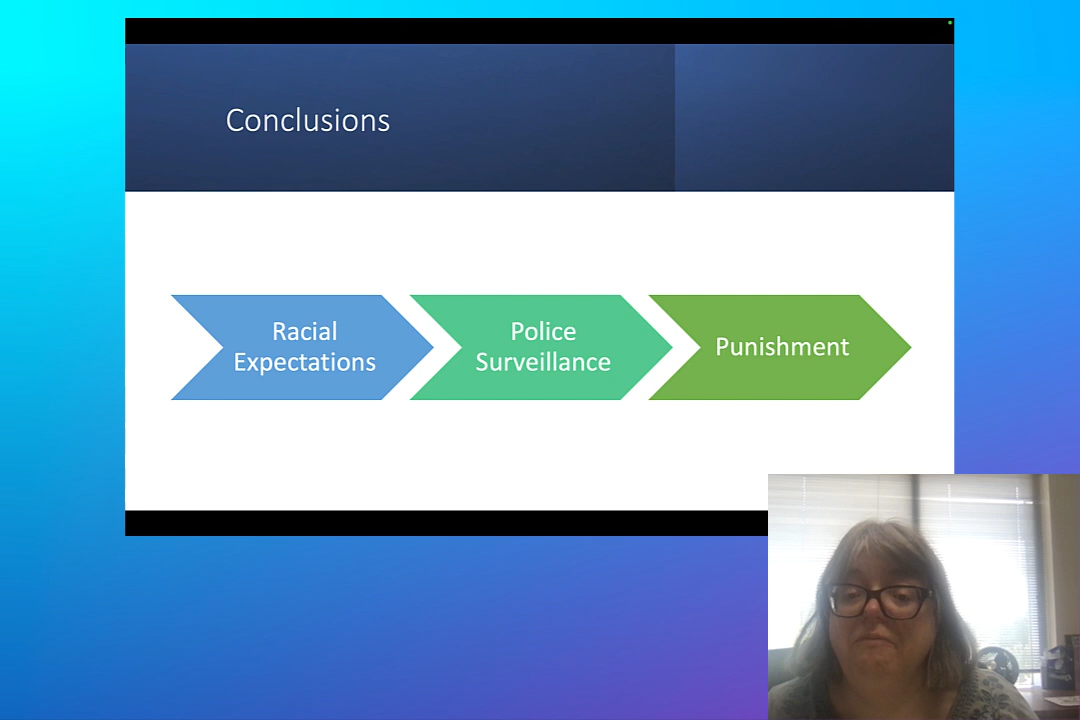 Conclusions
Racial
Expectations
Police
Surveillance
Punishment